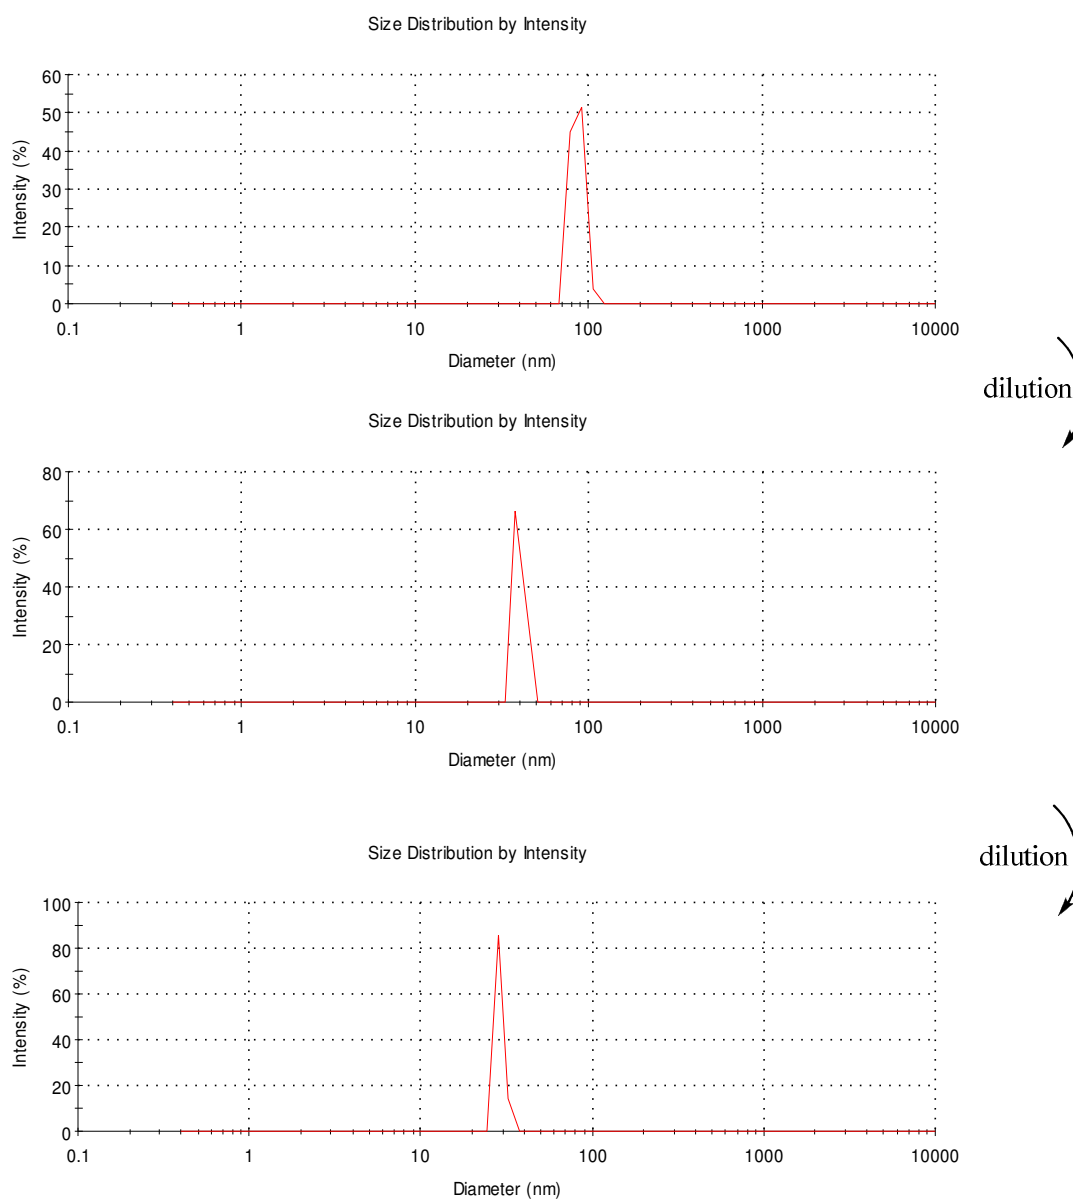 Size Distribution by Intensity
60
50
40
30
20
10
0
Intensity (%)
0.1 1 10 100 1000 10000
Diameter (nm)
dilution
Size Distribution by Intensity
80
60
40
20
0
Intensity (%)
0.1 1 10 100 1000 10000
Diameter (nm)
dilution
Size Distribution by Intensity
100
80
60
40
20
0
Intensity (%)
0.1 1 10 100 1000 10000
Diameter (nm)